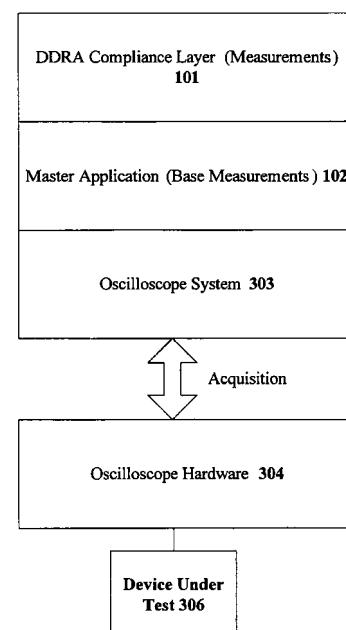 DDRA Compliance Layer (Measurements)
101
Master Application (Base Measurements) 102
Oscilloscope System 303
Acquisition
Oscilloscope Hardware 304
Device Under
Test 306